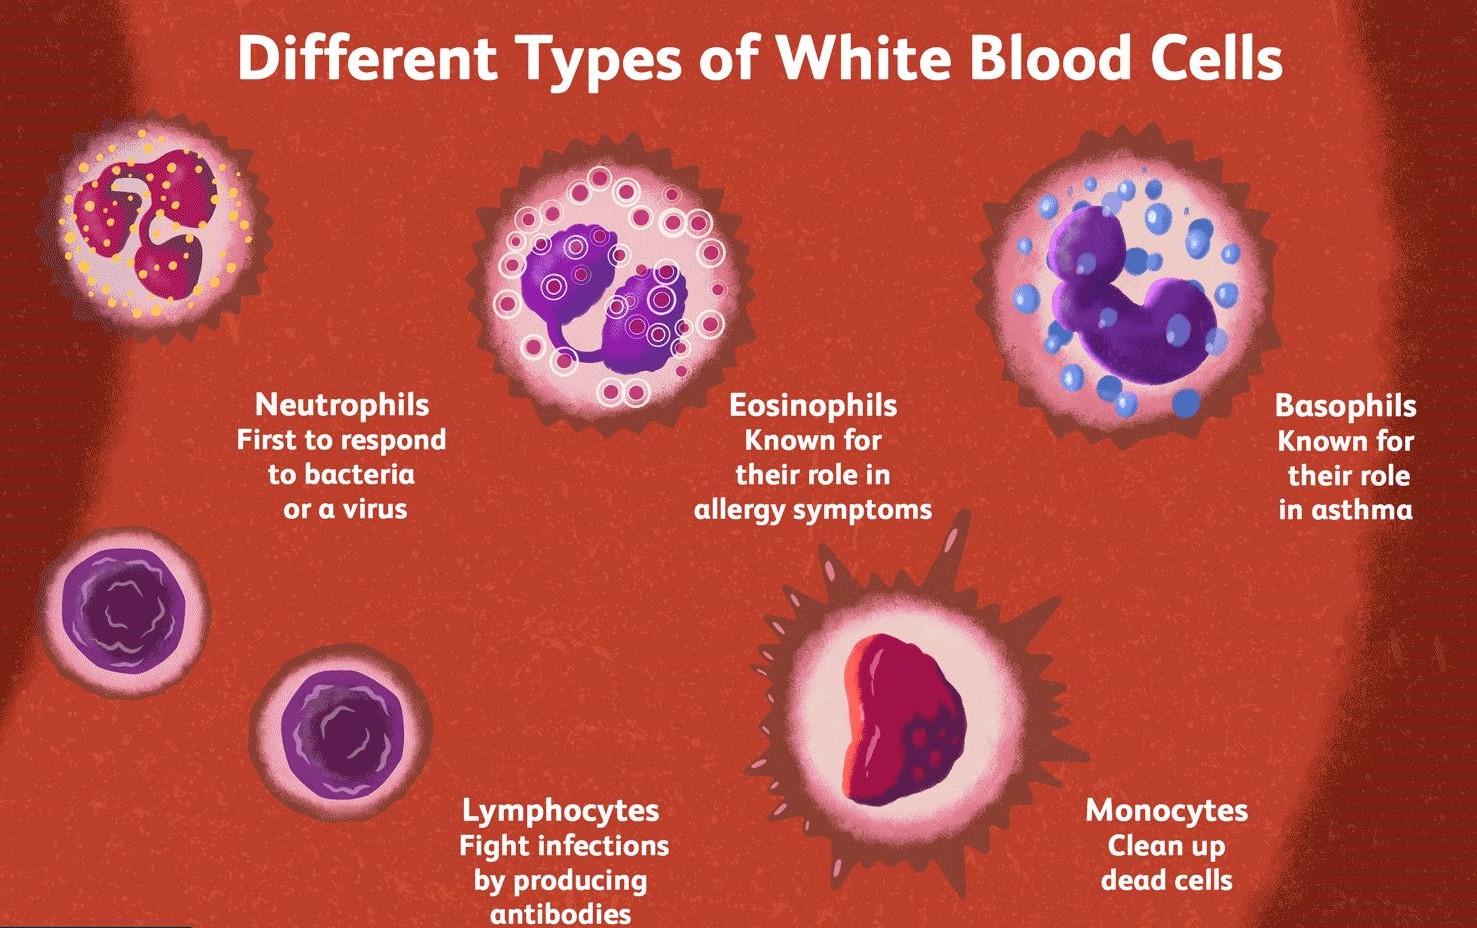 Different Types of White Blood Cells
Neutrophils
First to respond
to bacteria
or a virus
Eosinophils
Known for
their role in
allergy symptoms
Basophils
Known for
their role
in asthma
Lymphocytes
Fight infections
by producing
antibodies
Monocytes
Clean up
dead cells